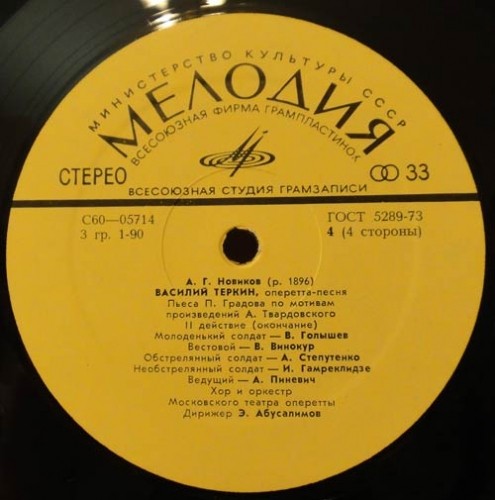 МИНИСТЕРСТВО КУЛЬТУРЫ СССР
МЕЛОДИЯ
ВСЕСОЮЗНАЯ ФИРМА ГРАМПЛАСТИНОК
СТЕРЕО 33
ВСЕСОЮЗНАЯ СТУДИЯ ГРАМЗАПИСИ
С60—05714 ГОСТ 5289-73
3 гр. 1-90 4 (4 стороны)
А. Г. Новиков (р. 1896)
ВАСИЛИЙ ТЕРКИН, оперетта-песня
Пьеса П. Градова по мотивам
произведений А. Твардовского
II действие (окончание)
Молоденький солдат — В. Голышев
Вестовой — В. Винокур
Обстрелянный солдат — А. Степутенко
Необстрелянный солдат — И. Гамреклидзе
Ведущий — А. Пиневич
Хор и оркестр
Московского театра оперетты
Дирижер Э. Абусалимов